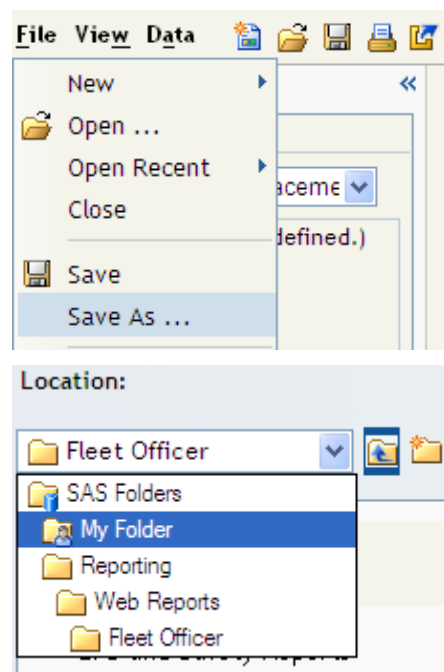 File View Data
New
Open ...
Open Recent
aceme
Close
defined.)
Save
Save As ...
Location:
Fleet Officer
SAS Folders
My Folder
Reporting
Web Reports
Fleet Officer